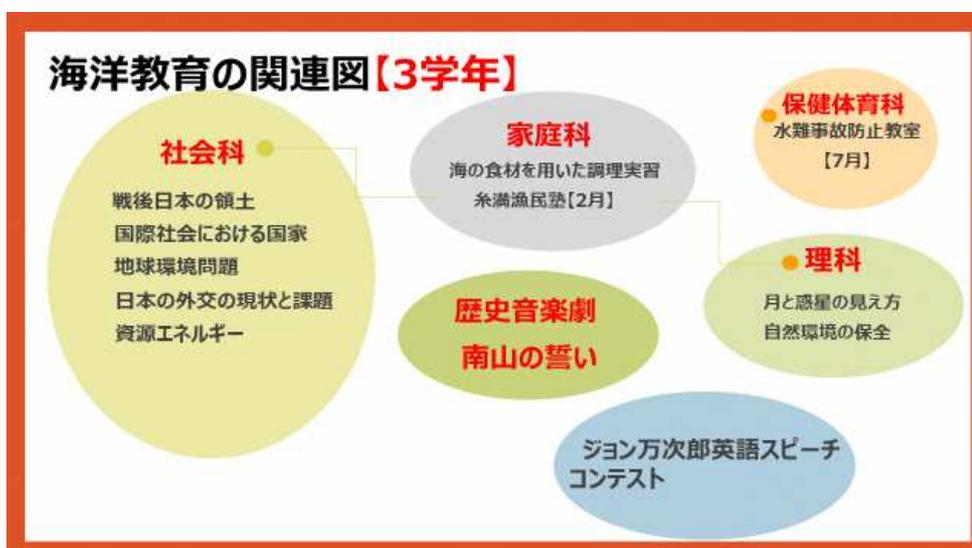 海洋教育の関連図【3学年】
社会科
戦後日本の領土
国際社会における国家
地球環境問題
日本の外交の現状と課題
資源エネルギー
家庭科
海の食材を用いた調理実習
糸満漁民塾【2月】
保健体育科
水難事故防止教室
【7月】
理科
月と惑星の見え方
自然環境の保全
歴史音楽劇
南山の誓い
ジョン万次郎英語スピーチ
コンテスト